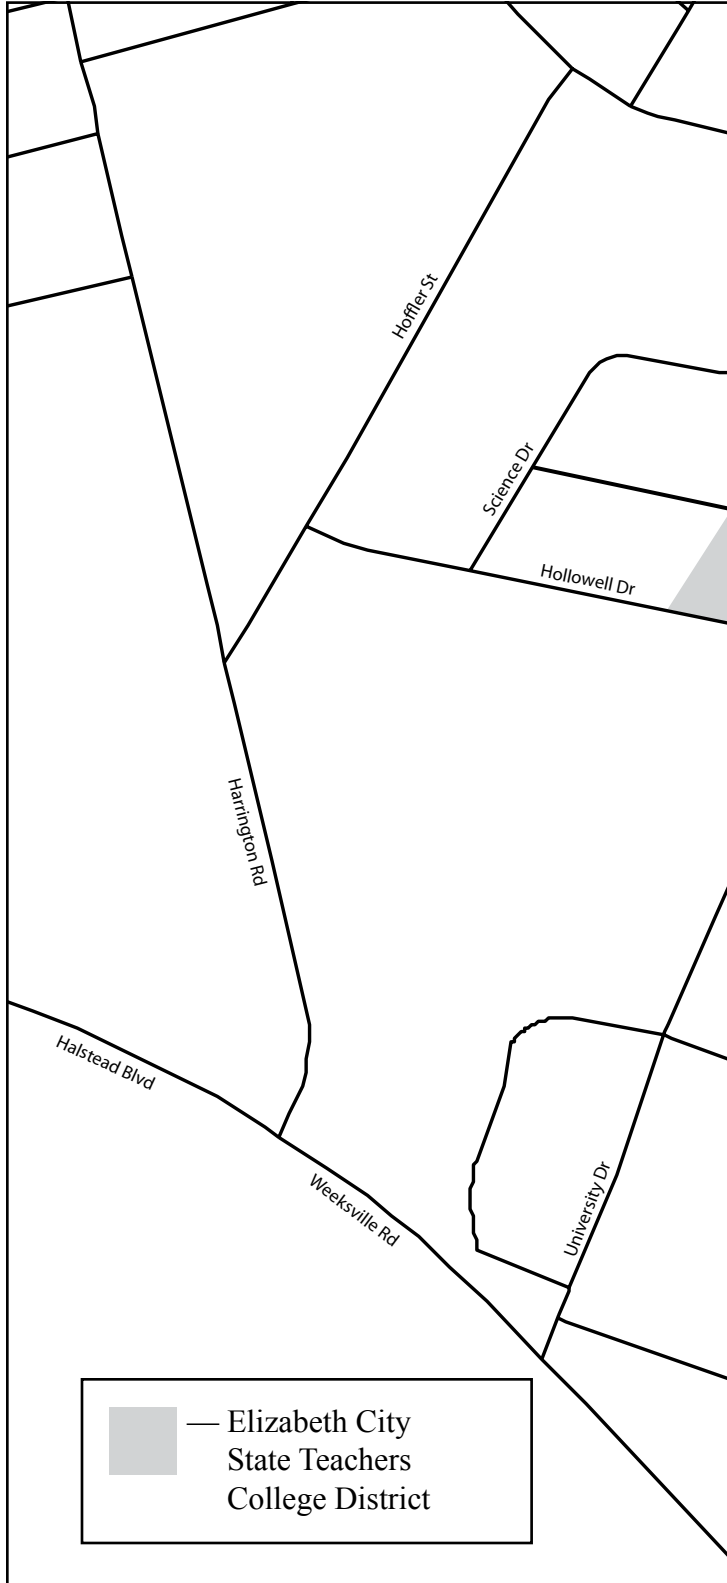 Hoffler St
Science Dr
Hollowell Dr
Harrington Rd
Halstead Blvd
Weeksville Rd
University Dr
— Elizabeth City
State Teachers
College District